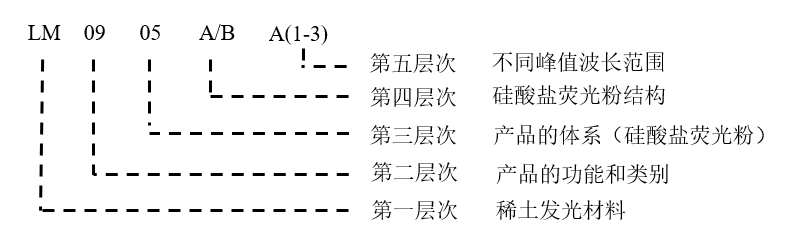 LM 09 05 A/B A(1-3)
第五层次 不同峰值波长范围
第四层次 硅酸盐荧光粉结构
第三层次 产品的体系（硅酸盐荧光粉）
第二层次 产品的功能和类别
第一层次 稀土发光材料